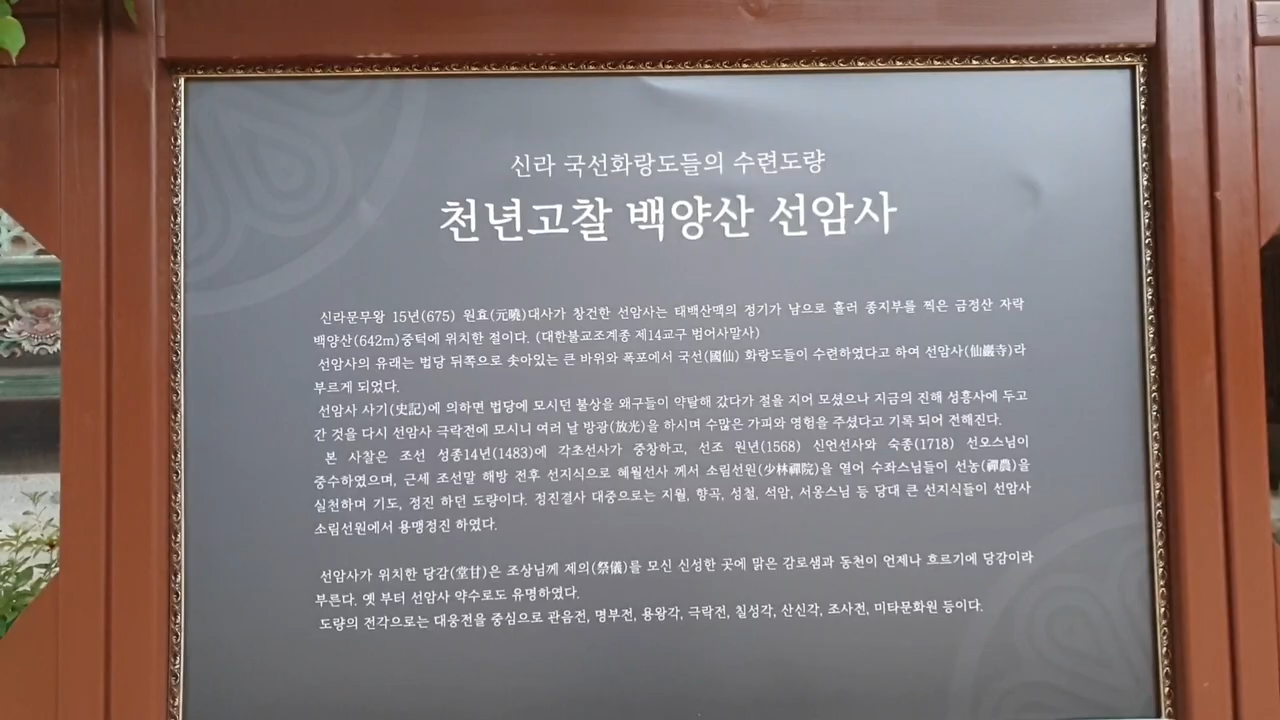 신라 국선화랑도들의 수련도량
천년고찰 백양산 선암사
신라문무왕 15년(675) 원효(元曉)대사가 창건한 선암사는 태백산맥의 정기가 남으로 흘러 종지부를 찍은 금정산 자락
백양산(642m)중턱에 위치한 절이다. (대한불교조계종 제14교구 범어사말사)
선암사의 유래는 법당 뒤쪽으로 솟아있는 큰 바위와 폭포에서 국선(國仙) 화랑도들이 수련하였다고 하여 선암사(仙巖寺)라
부르게 되었다.
선암사 사기(史記)에 의하면 법당에 모시던 불상을 왜구들이 약탈해 갔다가 절을 지어 모셨으나 지금의 진해 성흥사에 두고
간 것을 다시 선암사 극락전에 모시니 여러 날 방광(放光)을 하시며 수많은 가피와 영험을 주셨다고 기록 되어 전해진다.
본 사찰은 조선 성종14년(1483)에 각초선사가 중창하고, 선조 원년(1568) 신언선사와 숙종(1718) 선오스님이
중수하였으며, 근세 조선말 해방 전후 선지식으로 혜월선사 께서 소림선원(少林禪院)을 열어 수좌스님들이 선농(禪農)을
실천하며 기도, 정진 하던 도량이다. 정진결사 대중으로는 지월, 향곡, 성철, 석암, 서옹스님 등 당대 큰 선지식들이 선암사
소림선원에서 용맹정진 하였다.
선암사가 위치한 당감(堂甘)은 조상님께 제의(祭儀)를 모신 신성한 곳에 맑은 감로샘과 동천이 언제나 흐르기에 당감이라
부른다. 옛 부터 선암사 약수로도 유명하였다.
도량의 전각으로는 대웅전을 중심으로 관음전, 명부전, 용왕각, 극락전, 칠성각, 산신각, 조사전, 미타문화원 등이다.